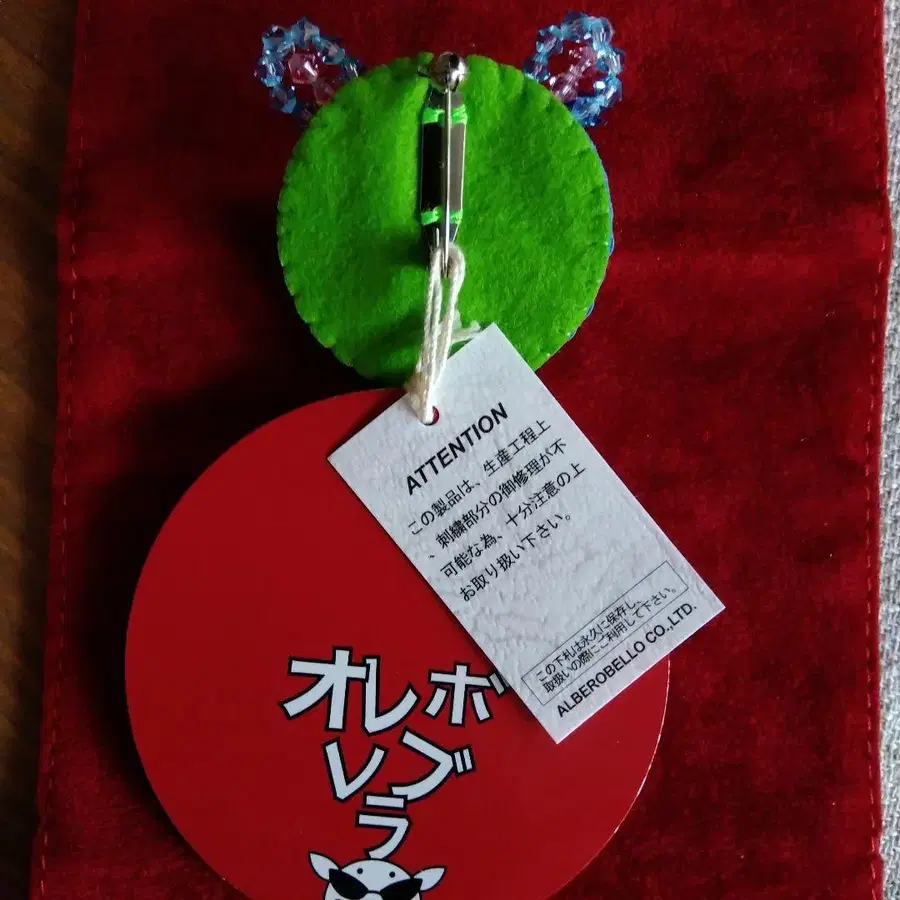 ATTENTION
この製品は、生産工程上
、刺繍部分の御修理が不
可能な為、十分注意の上
お取り扱い下さい。
この下札は永久に保存し、
取扱いの際にご利用して下さい。
ALBEROBELLO CO.,LTD.
オレボ
レブ
ラ